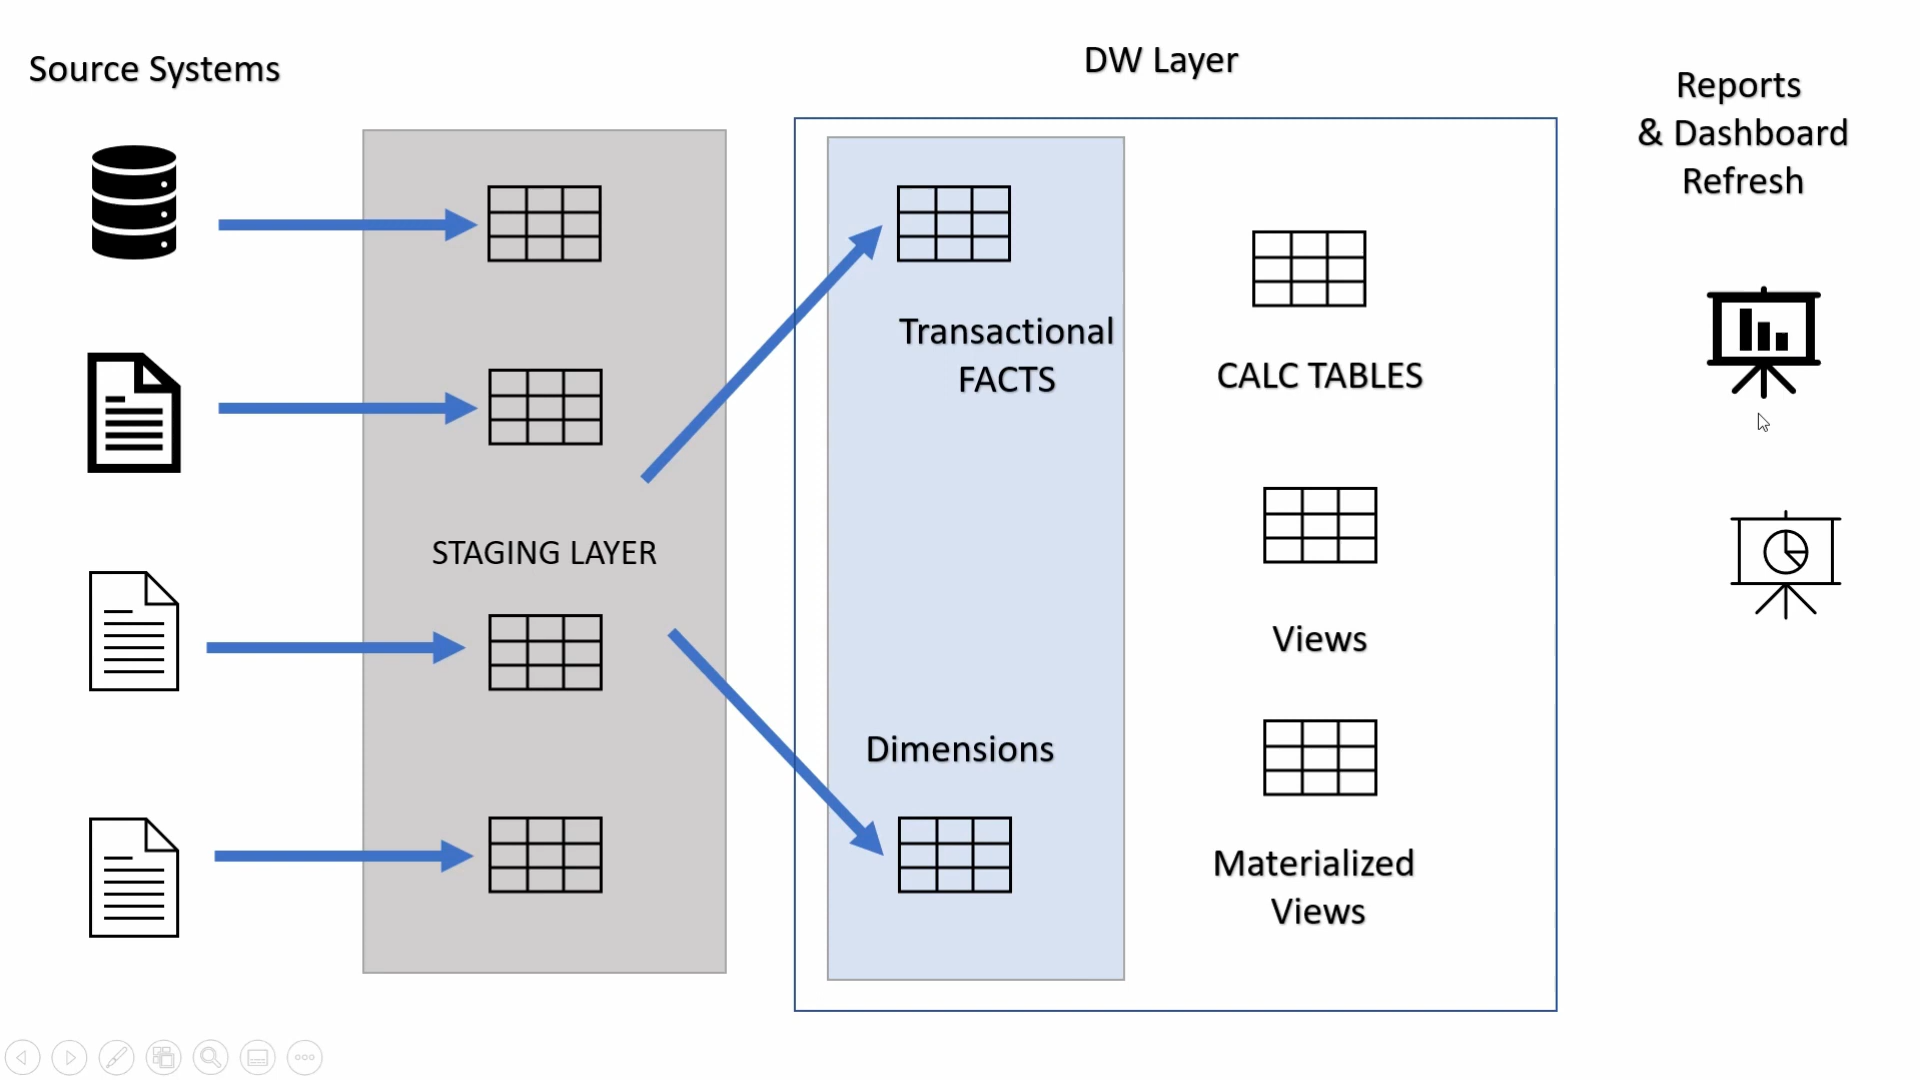 Source Systems
DW Layer
Reports
& Dashboard
Refresh
STAGING LAYER
Transactional
FACTS
Dimensions
CALC TABLES
Views
Materialized
Views